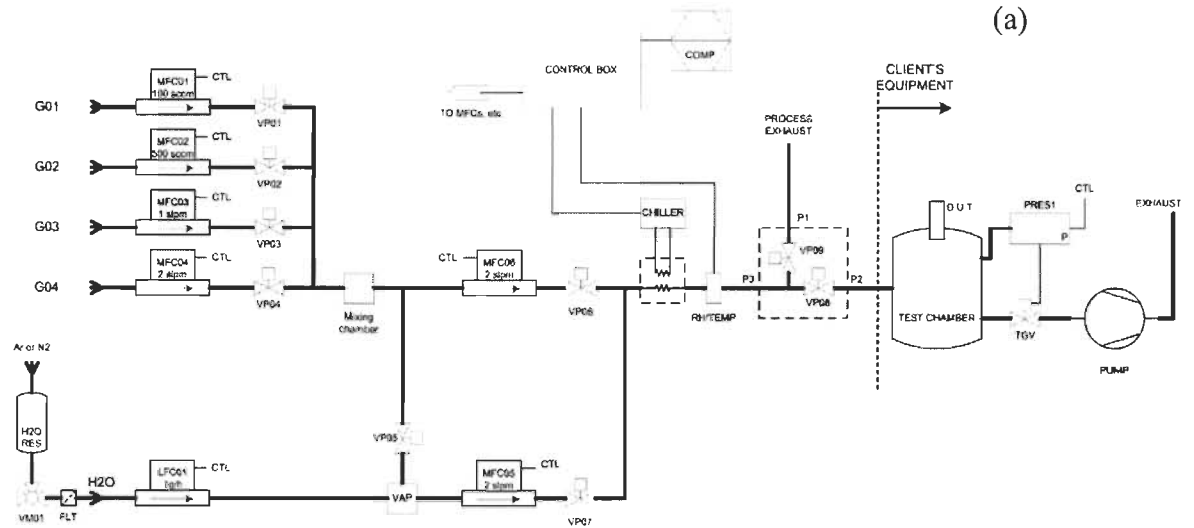 (a)
COMP
CONTROL BOX
TO MFCs, etc
CLIENT'S
EQUIPMENT
PROCESS
EXHAUST
G01
MFC01
100 sccm
CTL
VP01
G02
MFC02
500 sccm
CTL
VP02
G03
MFC03
1 slpm
CTL
VP03
G04
MFC04
2 slpm
CTL
VP04
Mixing
chamber
CTL
MFC06
2 slpm
VP06
CHILLER
RH/TEMP
P1
VP09
P3
VP08
P2
D U T
TEST CHAMBER
PRES1
P
CTL
TGV
PUMP
EXHAUST
Ar or N2
H2O
RES
VM01
FLT
H2O
LFC01
CTL
VP05
VAP
MFC05
2 slpm
CTL
VP07